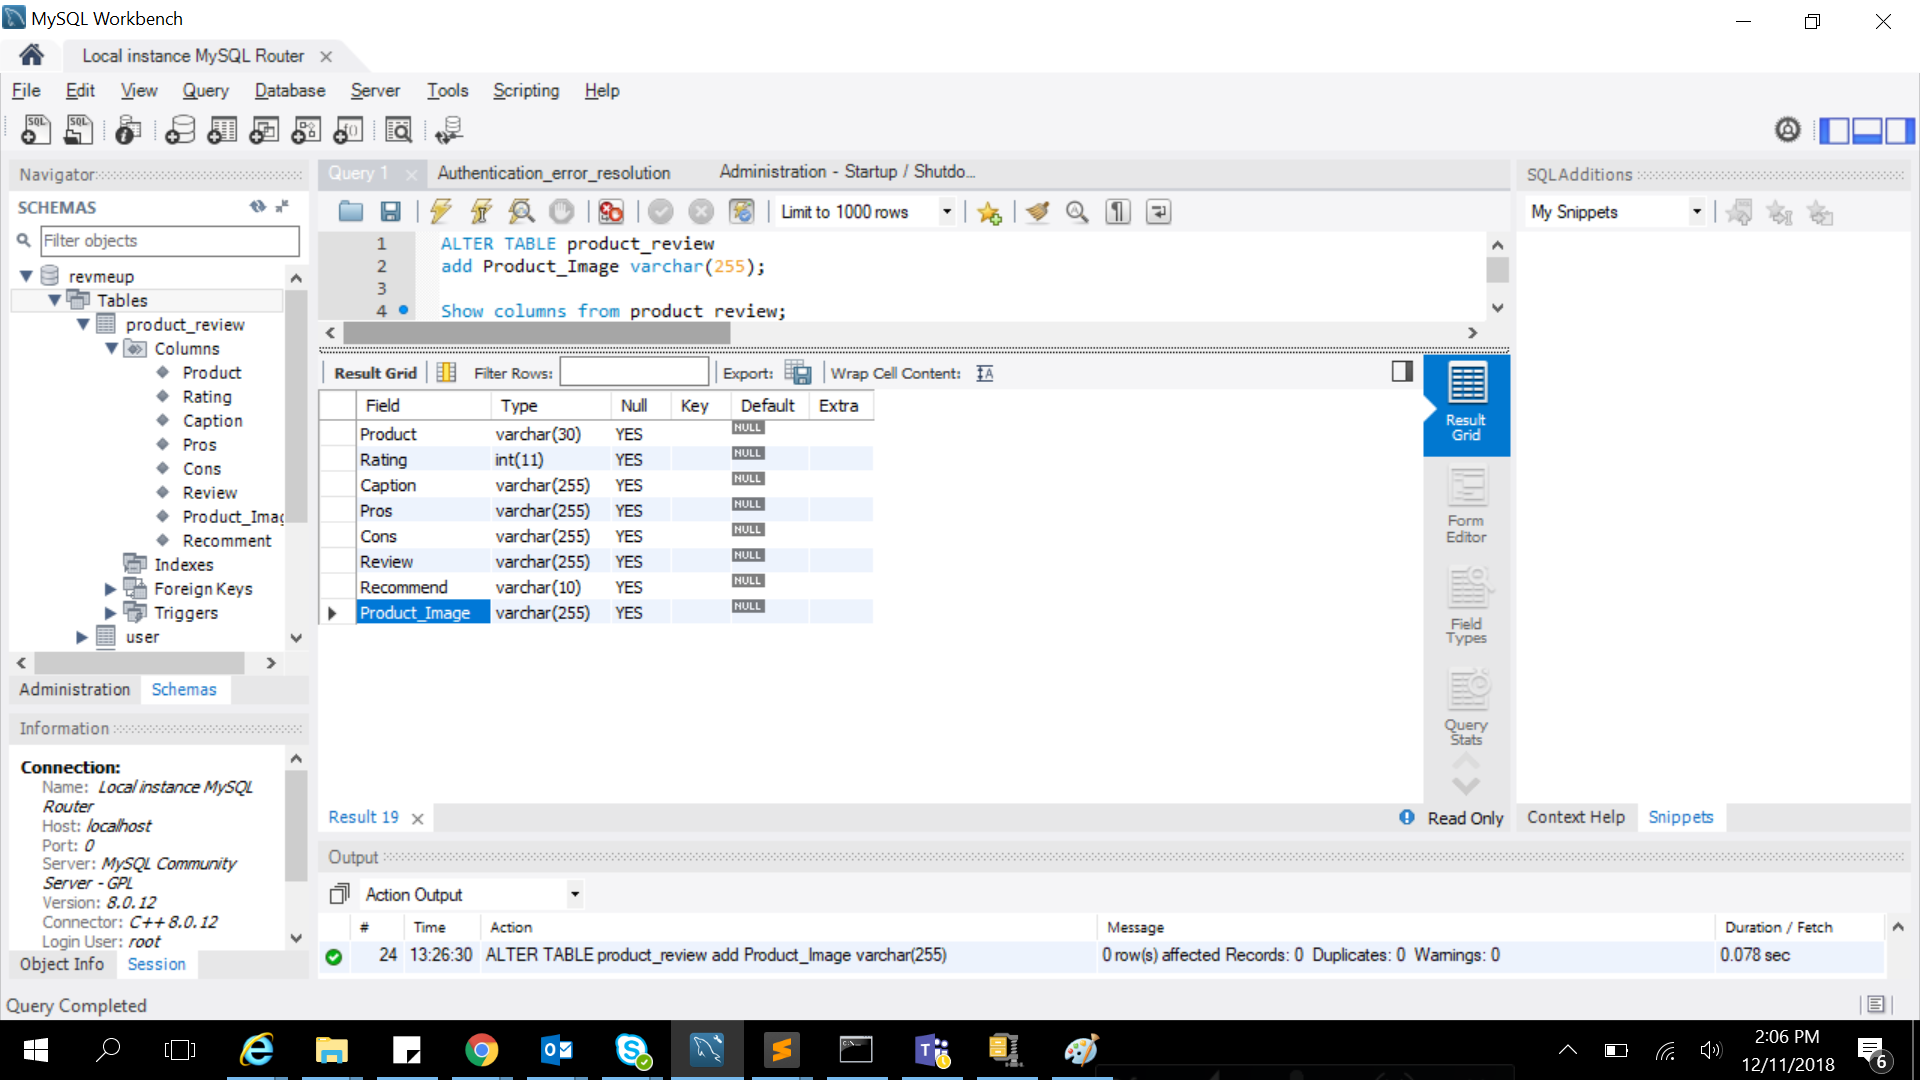 MySQL Workbench
Local instance MySQL Router
File Edit View Query Database Server Tools Scripting Help
Navigator
SCHEMAS
Filter objects
revmeup
Tables
product_review
Columns
Product
Rating
Caption
Pros
Cons
Review
Product_Imag
Recomment
Indexes
Foreign Keys
Triggers
user
Administration Schemas
Information
Connection:
Name: Local instance MySQL
Router
Host: localhost
Port: 0
Server: MySQL Community
Server - GPL
Version: 8.0.12
Connector: C++ 8.0.12
Login User: root
Object Info Session
Query Completed
Query 1 Authentication_error_resolution Administration - Startup / Shutdo...
Limit to 1000 rows
1 ALTER TABLE product_review
2 add Product_Image varchar(255);
3
4 Show columns from product_review;
Result Grid Filter Rows: Export: Wrap Cell Content:
Field Type Null Key Default Extra
Product varchar(30) YES NULL
Rating int(11) YES NULL
Caption varchar(255) YES NULL
Pros varchar(255) YES NULL
Cons varchar(255) YES NULL
Review varchar(255) YES NULL
Recommend varchar(10) YES NULL
Product_Image varchar(255) YES NULL
Result
Grid
Form
Editor
Field
Types
Query
Stats
Result 19
Read Only
SQLAdditions
My Snippets
Context Help Snippets
Output
Action Output
# Time Action Message Duration / Fetch
24 13:26:30 ALTER TABLE product_review add Product_Image varchar(255) 0 row(s) affected Records: 0 Duplicates: 0 Warnings: 0 0.078 sec
2:06 PM
12/11/2018
6